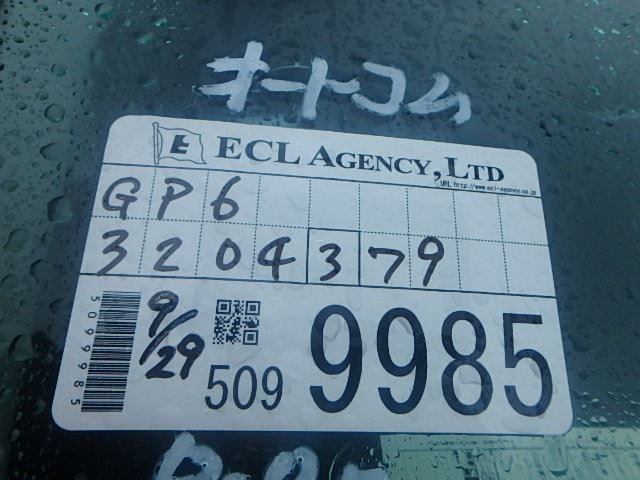 オートコム
E ECL AGENCY, LTD
URL:http://www.ecl-agency.co.jp
GP6
3204379
5099985
9/29
509 9985